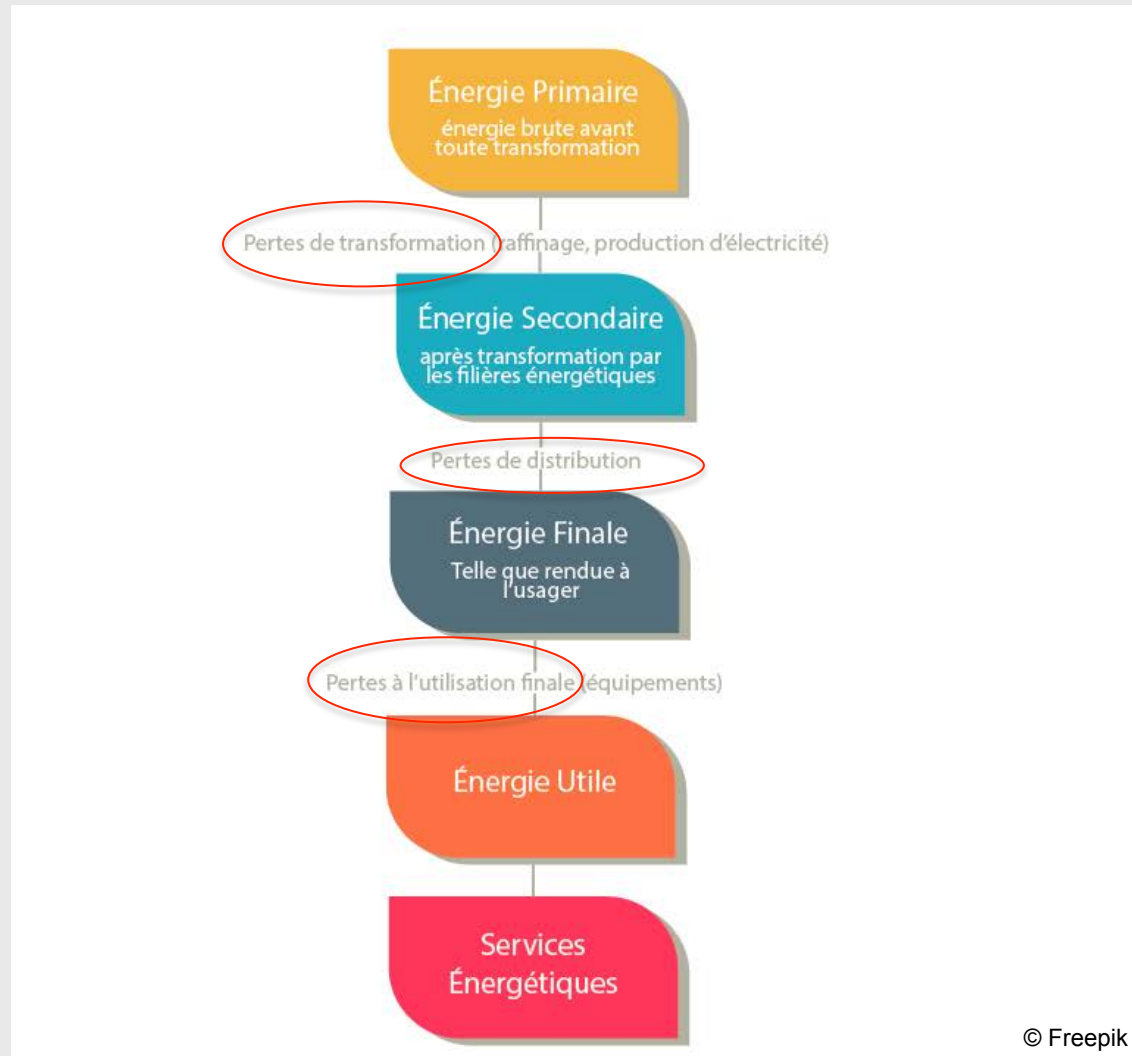 Énergie Primaire
énergie brute avant
toute transformation
Pertes de transformation (raffinage, production d'électricité)
Énergie Secondaire
après transformation par
les filières énergétiques
Pertes de distribution
Énergie Finale
Telle que rendue à
l'usager
Pertes à l'utilisation finale (équipements)
Énergie Utile
Services
Énergétiques
© Freepik